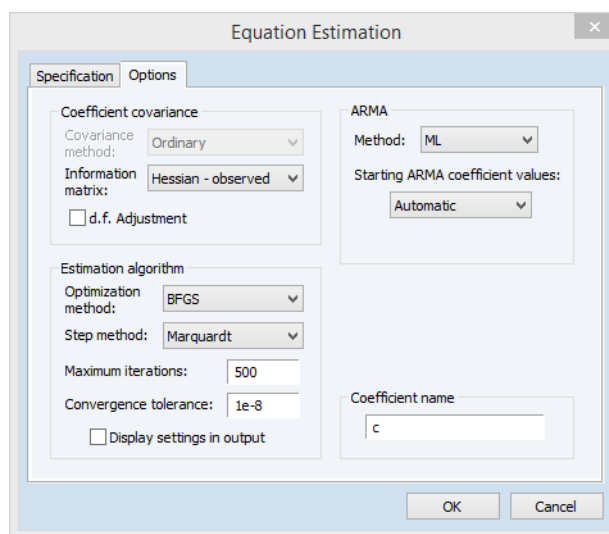 Equation Estimation
Specification
Options
Coefficient covariance
Covariance
method:
Ordinary
Information
matrix:
Hessian - observed
d.f. Adjustment
Estimation algorithm
Optimization
method:
BFGS
Step method:
Marquardt
Maximum iterations:
500
Convergence tolerance:
1e-8
Display settings in output
ARMA
Method:
ML
Starting ARMA coefficient values:
Automatic
Coefficient name
c
OK
Cancel